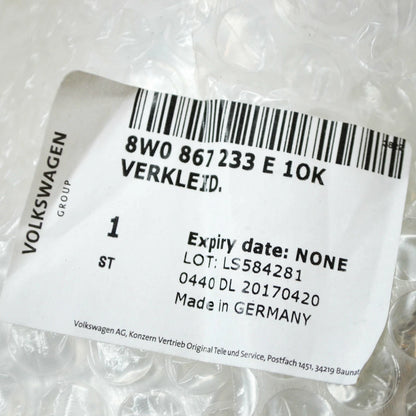 VOLKSWAGEN
GROUP
8W0 867 233 E 1OK
VERKLEID.
1
ST
Expiry date: NONE
LOT: LS584281
0440 DL 20170420
Made in GERMANY
Volkswagen AG, Konzern Vertrieb Original Teile und Service, Postfach 1451, 34219 Baunat